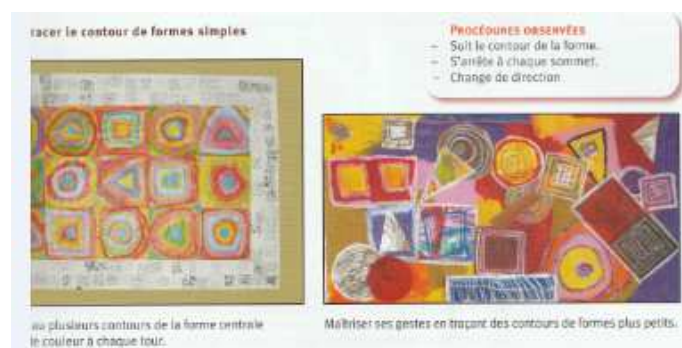 racer le contour de formes simples
PROCÉDURES OBSERVÉES
– Suit le contour de la forme.
– S'arrête à chaque sommet.
– Change de direction
au plusieurs contours de la forme centrale
le couleur à chaque tour.
Maîtriser ses gestes en traçant des contours de formes plus petits.